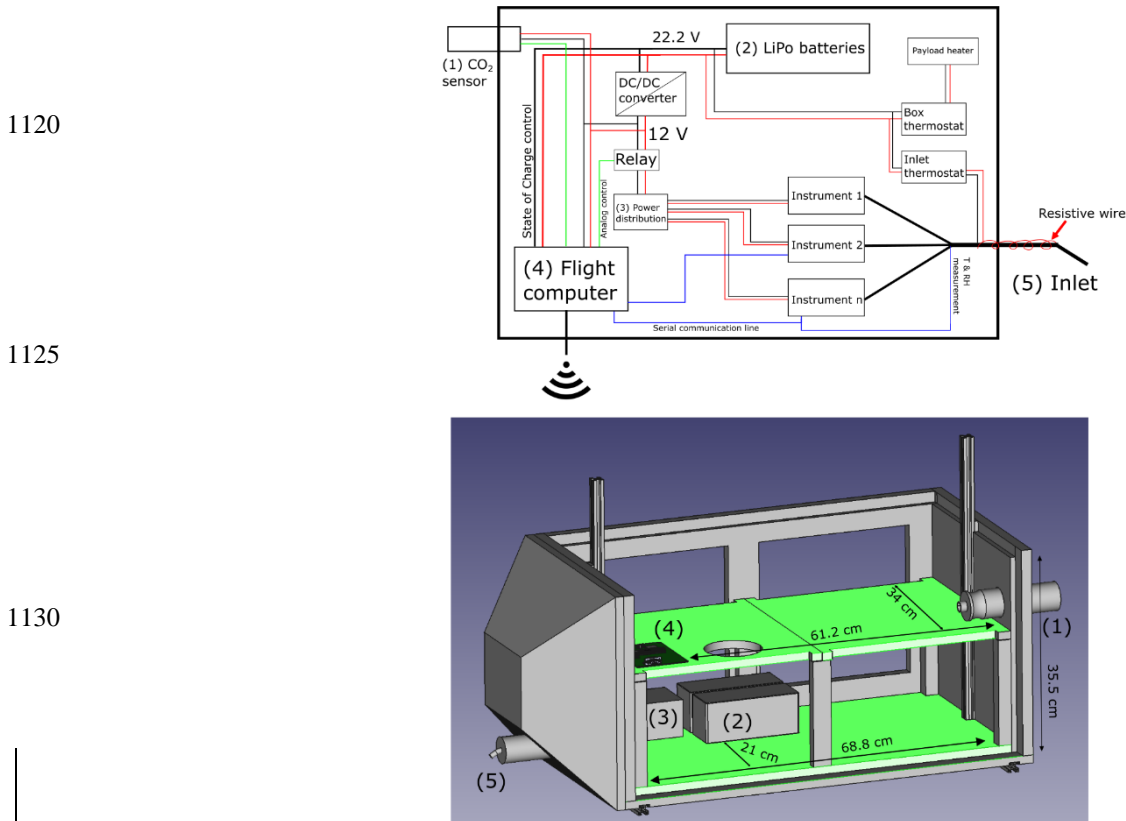 22.2 V
(2) LiPo batteries
Payload heater
(1) CO₂
sensor
DC/DC
converter
1120
State of Charge control
12 V
Box
thermostat
Relay
Inlet
thermostat
Analog control
(3) Power
distribution
Instrument 1
Resistive wire
Instrument 2
(4) Flight
computer
T & RH
measurement
(5) Inlet
Instrument n
Serial communication line
1125
1130
34 cm
(4)
61.2 cm
(1)
35.5 cm
(3)
(2)
21 cm
68.8 cm
(5)